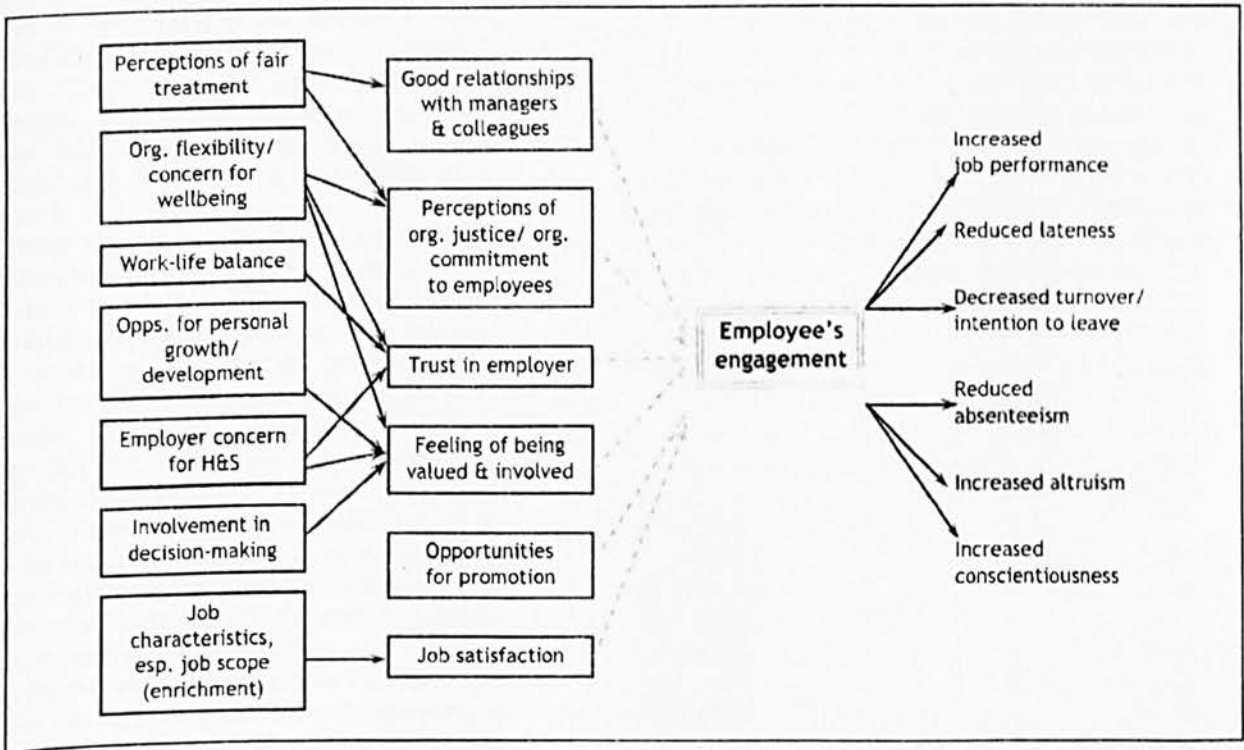 Perceptions of fair
treatment
Org. flexibility/
concern for
wellbeing
Work-life balance
Opps. for personal
growth/
development
Employer concern
for H&S
Involvement in
decision-making
Job
characteristics,
esp. job scope
(enrichment)
Good relationships
with managers
& colleagues
Perceptions of
org. justice/ org.
commitment
to employees
Trust in employer
Feeling of being
valued & involved
Opportunities
for promotion
Job satisfaction
Employee's
engagement
Increased
job performance
Reduced lateness
Decreased turnover/
intention to leave
Reduced
absenteeism
Increased altruism
Increased
conscientiousness